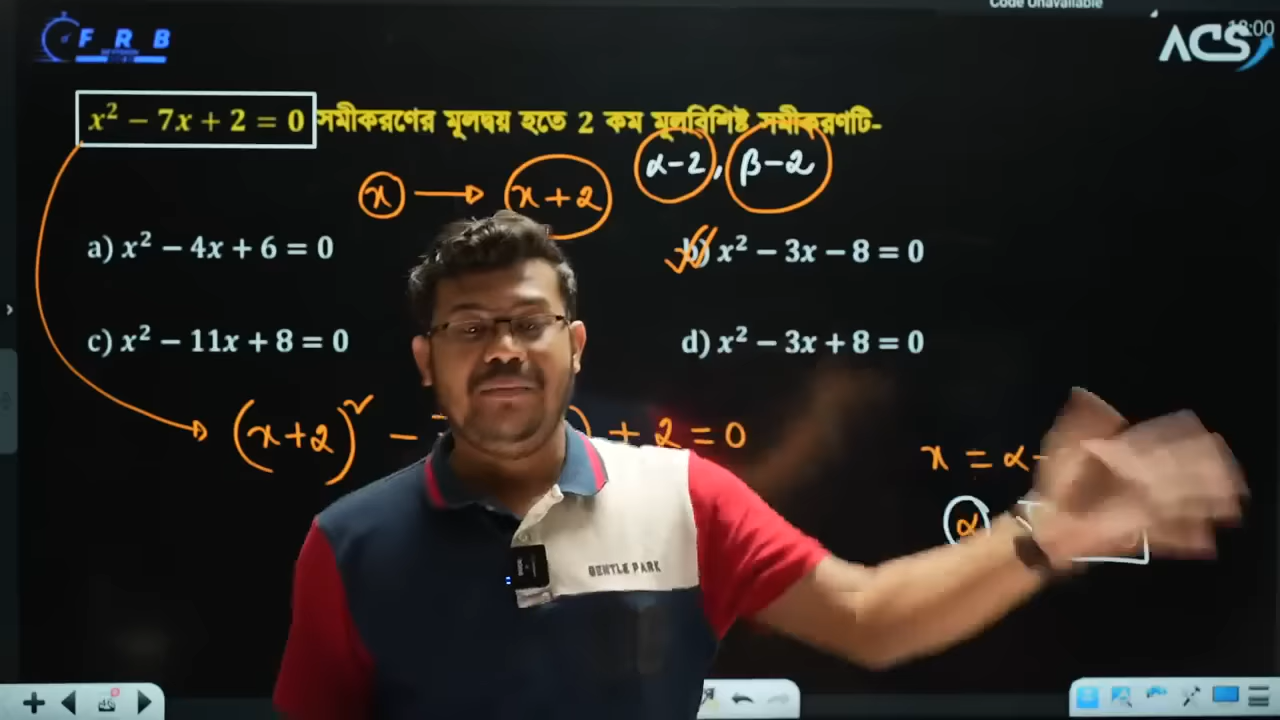 Code Unavailable
FRB
ACS
18:00
x² − 7x + 2 = 0 সমীকরণের মূলদ্বয় হতে 2 কম মূলবিশিষ্ট সমীকরণটি-
α−2, β−2
x → x+2
a) x² − 4x + 6 = 0
b) x² − 3x − 8 = 0
c) x² − 11x + 8 = 0
d) x² − 3x + 8 = 0
(x+2)² − ) + 2 = 0
x = α −
α
GENTLE PARK